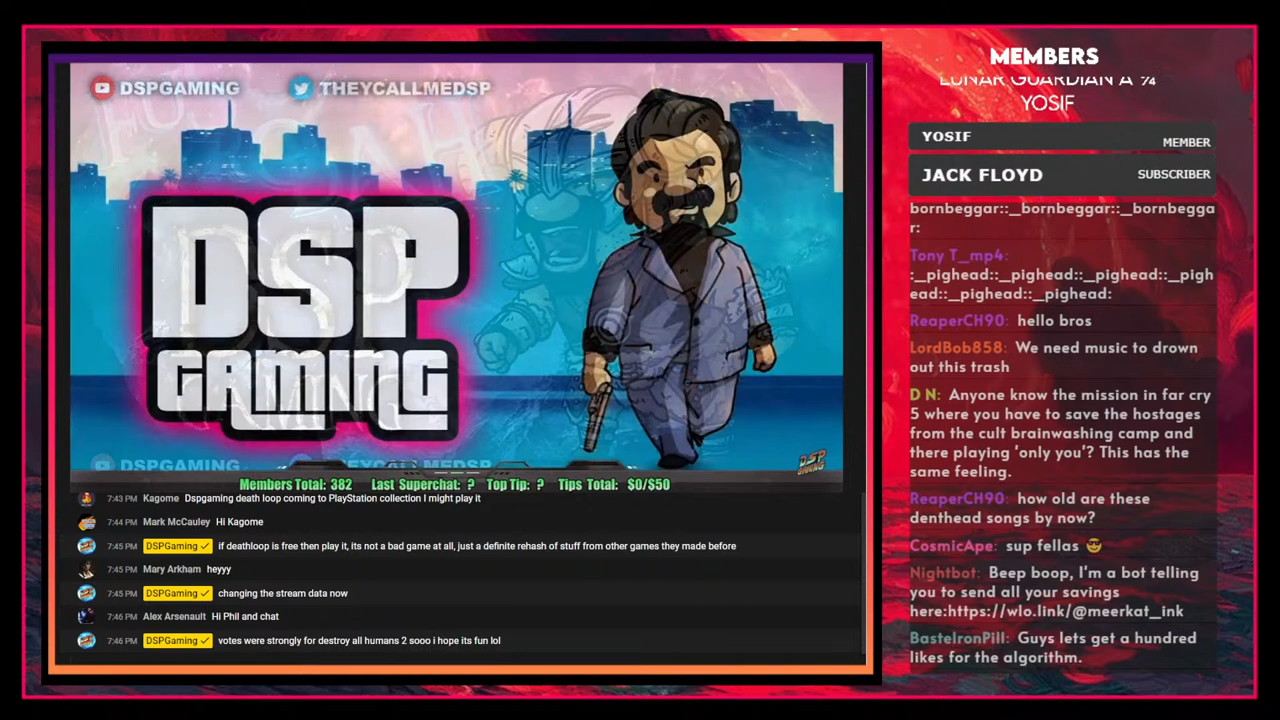 DSPGAMING
THEYCALLMEDSP
DSP
GAMING
DSPGAMING
THEYCALLMEDSP
DSP
GAMING
Members Total: 382 Last Superchat: ? Top Tip: ? Tips Total: $0/$50
7:43 PM Kagome Dspgaming death loop coming to PlayStation collection I might play it
7:44 PM Mark McCauley Hi Kagome
7:45 PM DSPGaming ✓ if deathloop is free then play it, its not a bad game at all, just a definite rehash of stuff from other games they made before
7:45 PM Mary Arkham heyyy
7:45 PM DSPGaming ✓ changing the stream data now
7:46 PM Alex Arsenault Hi Phil and chat
7:46 PM DSPGaming ✓ votes were strongly for destroy all humans 2 sooo i hope its fun lol
MEMBERS
LUNAR GUARDIAN A ¾
YOSIF
YOSIF MEMBER
JACK FLOYD SUBSCRIBER
bornbeggar::_bornbeggar::_bornbegga
r:
Tony T_mp4:
:_pighead::_pighead::_pighead::_pigh
ead::_pighead::_pighead:
ReaperCH90: hello bros
LordBob858: We need music to drown
out this trash
D N: Anyone know the mission in far cry
5 where you have to save the hostages
from the cult brainwashing camp and
there playing 'only you'? This has the
same feeling.
ReaperCH90: how old are these
denthead songs by now?
CosmicApe: sup fellas 😎
Nightbot: Beep boop, I'm a bot telling
you to send all your savings
here:https://wlo.link/@meerkat_ink
BasteIronPill: Guys lets get a hundred
likes for the algorithm.